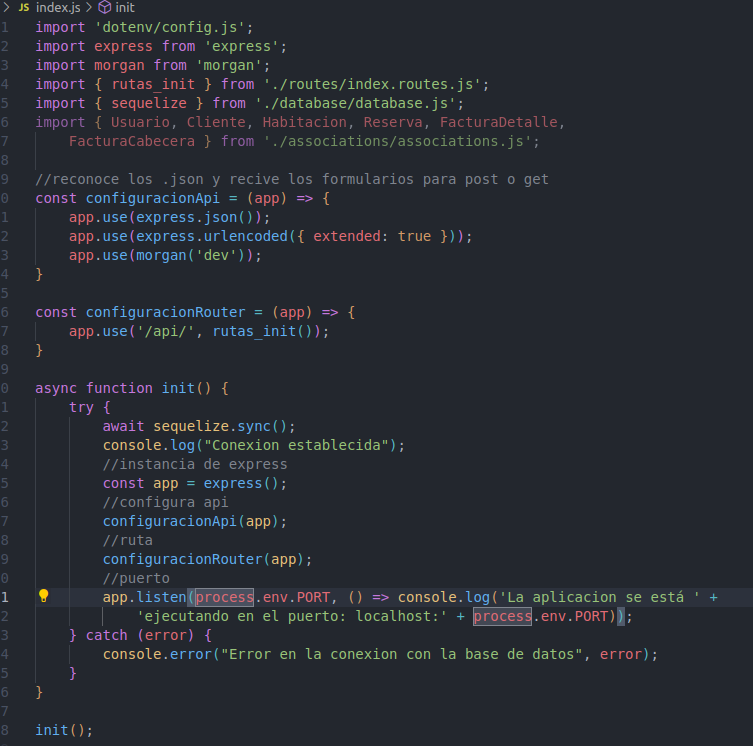 JS index.js > init
1 import 'dotenv/config.js';
2 import express from 'express';
3 import morgan from 'morgan';
4 import { rutas_init } from './routes/index.routes.js';
5 import { sequelize } from './database/database.js';
6 import { Usuario, Cliente, Habitacion, Reserva, FacturaDetalle,
7     FacturaCabecera } from './associations/associations.js';
8
9 //reconoce los .json y recive los formularios para post o get
0 const configuracionApi = (app) => {
1     app.use(express.json());
2     app.use(express.urlencoded({ extended: true }));
3     app.use(morgan('dev'));
4 }
5
6 const configuracionRouter = (app) => {
7     app.use('/api/', rutas_init());
8 }
9
0 async function init() {
1     try {
2         await sequelize.sync();
3         console.log("Conexion establecida");
4         //instancia de express
5         const app = express();
6         //configura api
7         configuracionApi(app);
8         //ruta
9         configuracionRouter(app);
0         //puerto
1         app.listen(process.env.PORT, () => console.log('La aplicacion se está ' +
2             'ejecutando en el puerto: localhost:' + process.env.PORT));
3     } catch (error) {
4         console.error("Error en la conexion con la base de datos", error);
5     }
6 }
7
8 init();